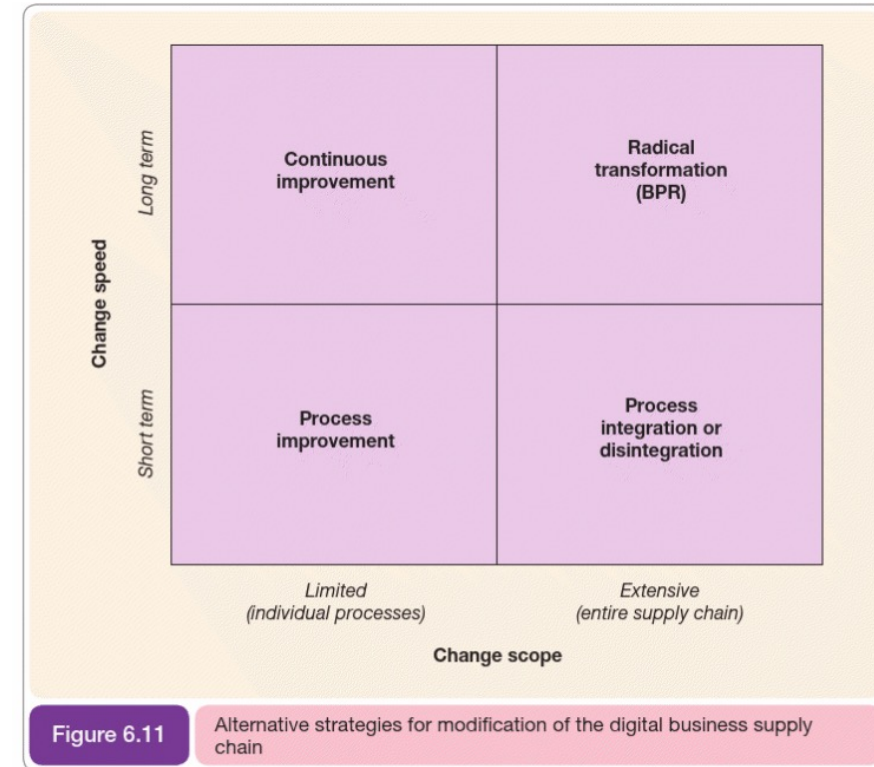 Change speed
Long term
Short term
Continuous
improvement
Radical
transformation
(BPR)
Process
improvement
Process
integration or
disintegration
Limited
(individual processes)
Extensive
(entire supply chain)
Change scope
Figure 6.11
Alternative strategies for modification of the digital business supply
chain